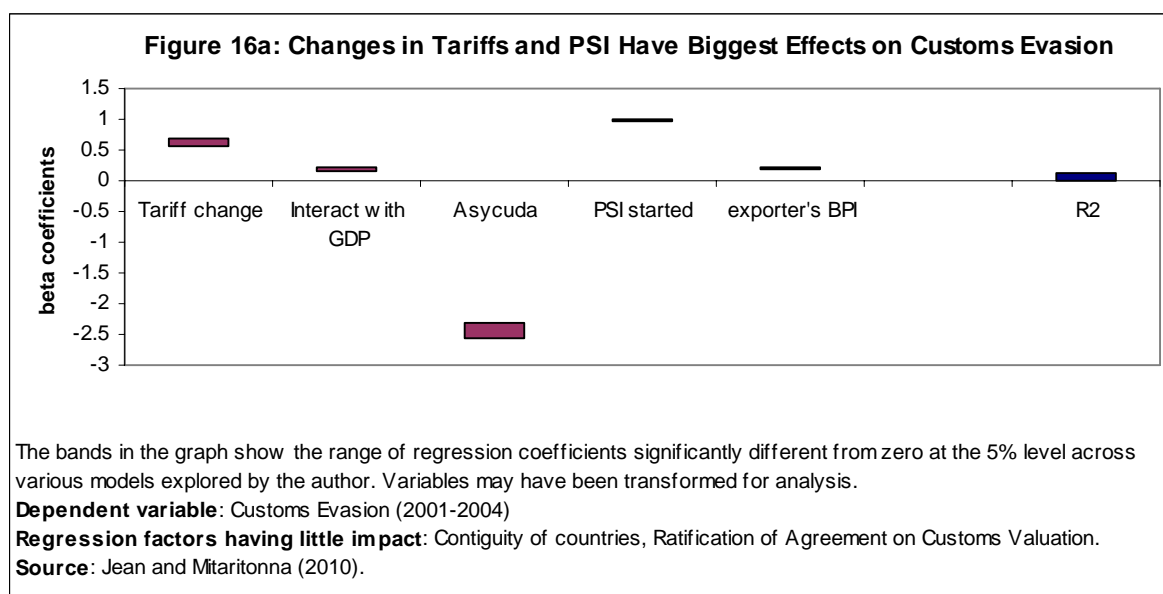 Figure 16a: Changes in Tariffs and PSI Have Biggest Effects on Customs Evasion
beta coefficients
1.5
1
0.5
0
-0.5
-1
-1.5
-2
-2.5
-3
Tariff change
Interact with
GDP
Asycuda
PSI started
exporter's BPI
R2
The bands in the graph show the range of regression coefficients significantly different from zero at the 5% level across
various models explored by the author. Variables may have been transformed for analysis.
Dependent variable: Customs Evasion (2001-2004)
Regression factors having little impact: Contiguity of countries, Ratification of Agreement on Customs Valuation.
Source: Jean and Mitaritonna (2010).